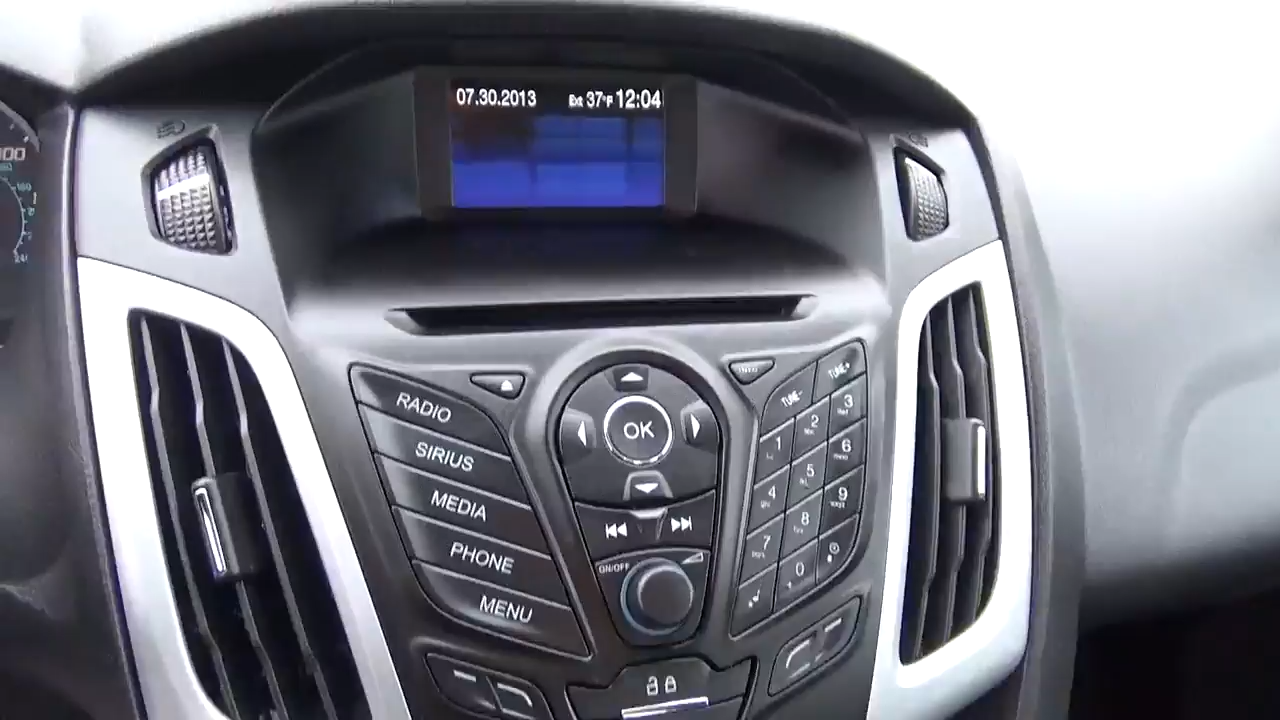 07.30.2013 Ext 37°F 12:04
RADIO
SIRIUS
MEDIA
PHONE
MENU
OK
ON/OFF
INFO
TUNE-
TUNE+
1 2 3
4 5 6
7 8 9
0